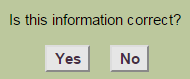 Is this information correct?
Yes No